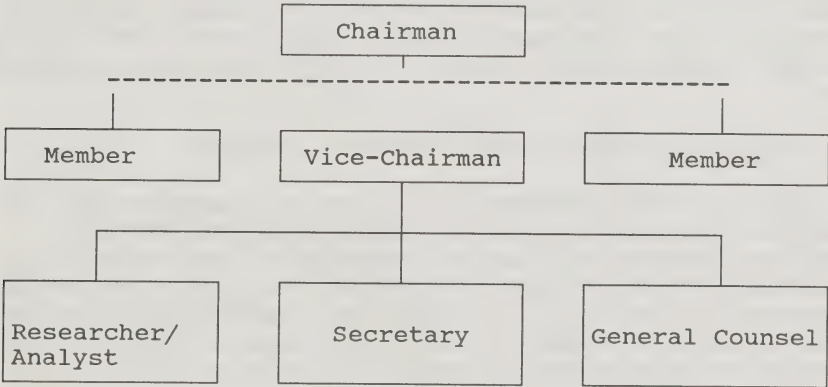 Chairman
Member
Vice-Chairman
Member
Researcher/
Analyst
Secretary
General Counsel